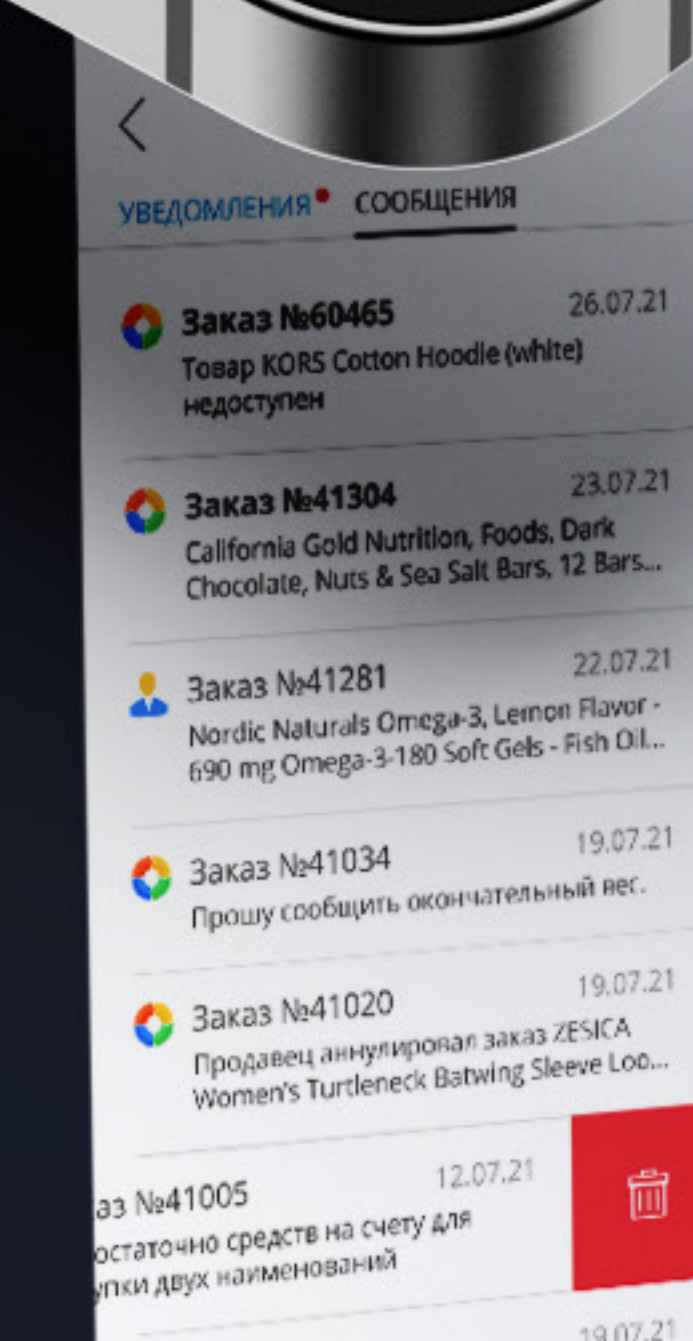 УВЕДОМЛЕНИЯ СООБЩЕНИЯ
Заказ №60465 26.07.21
Товар KORS Cotton Hoodie (white)
недоступен
Заказ №41304 23.07.21
California Gold Nutrition, Foods, Dark
Chocolate, Nuts & Sea Salt Bars, 12 Bars...
Заказ №41281 22.07.21
Nordic Naturals Omega-3, Lemon Flavor -
690 mg Omega-3-180 Soft Gels - Fish Oil...
Заказ №41034 19.07.21
Прошу сообщить окончательный вес.
Заказ №41020 19.07.21
Продавец аннулировал заказ ZESICA
Women's Turtleneck Batwing Sleeve Loo...
аз №41005 12.07.21
остаточно средств на счету для
упки двух наименований
19.07.21